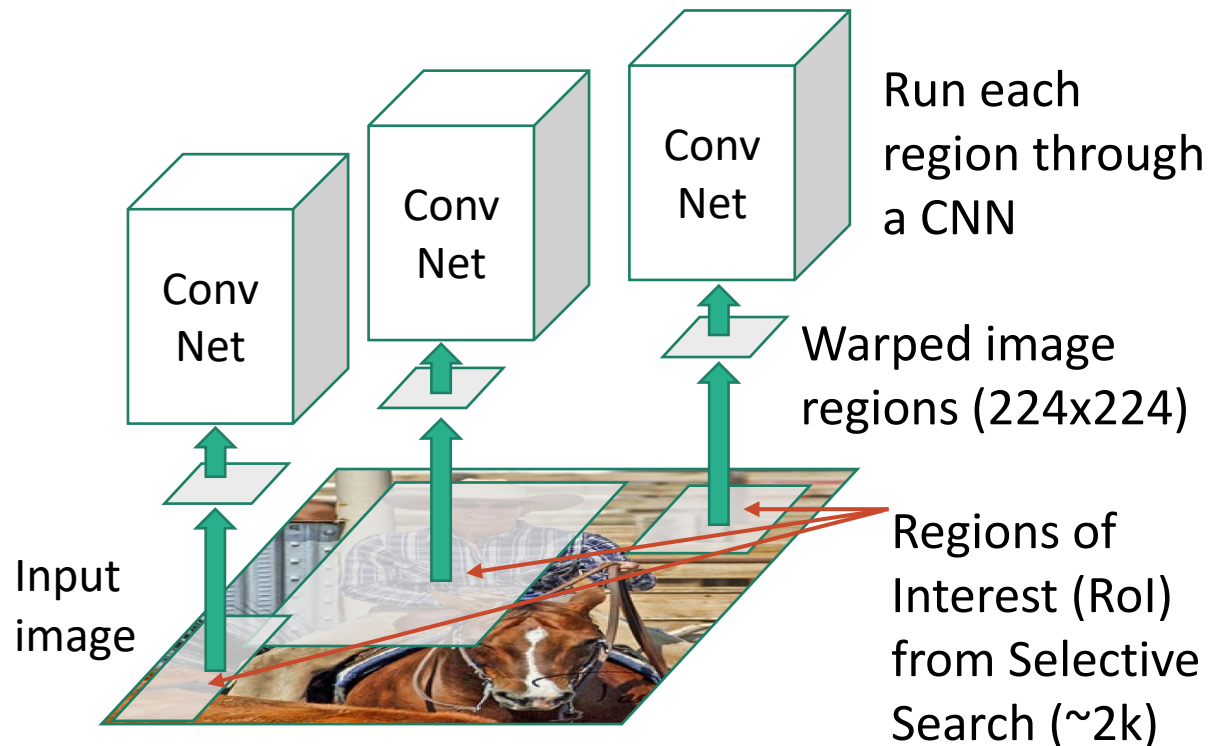 Conv
Net
Conv
Net
Conv
Net
Run each
region through
a CNN
Warped image
regions (224x224)
Input
image
Regions of
Interest (RoI)
from Selective
Search (~2k)